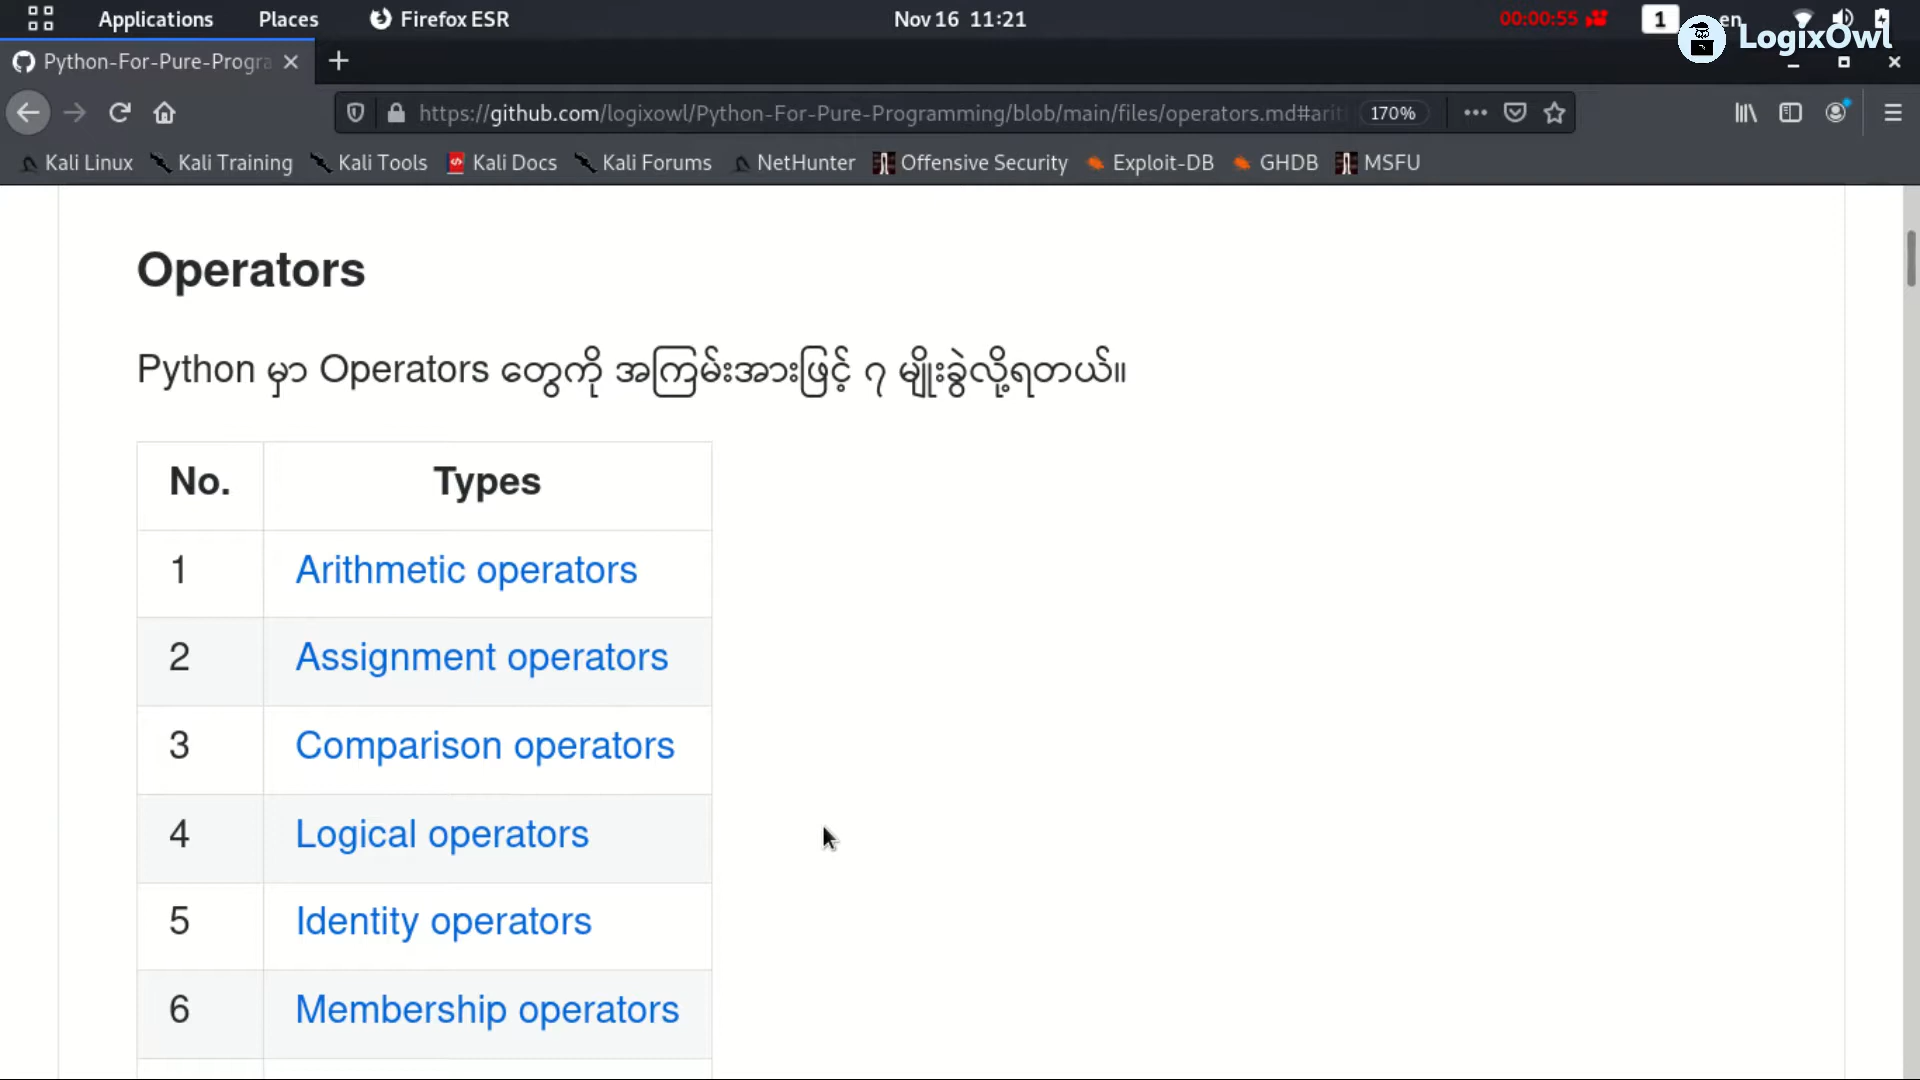 Applications Places Firefox ESR Nov 16 11:21 00:00:55 1 en
LogixOwl
Python-For-Pure-Progra
https://github.com/logixowl/Python-For-Pure-Programming/blob/main/files/operators.md#arit 170%
Kali Linux Kali Training Kali Tools Kali Docs Kali Forums NetHunter Offensive Security Exploit-DB GHDB MSFU
Operators
Python မှာ Operators တွေကို အကြမ်းအားဖြင့် ၇ မျိုးခွဲလို့ရတယ်။
No. Types
1 Arithmetic operators
2 Assignment operators
3 Comparison operators
4 Logical operators
5 Identity operators
6 Membership operators